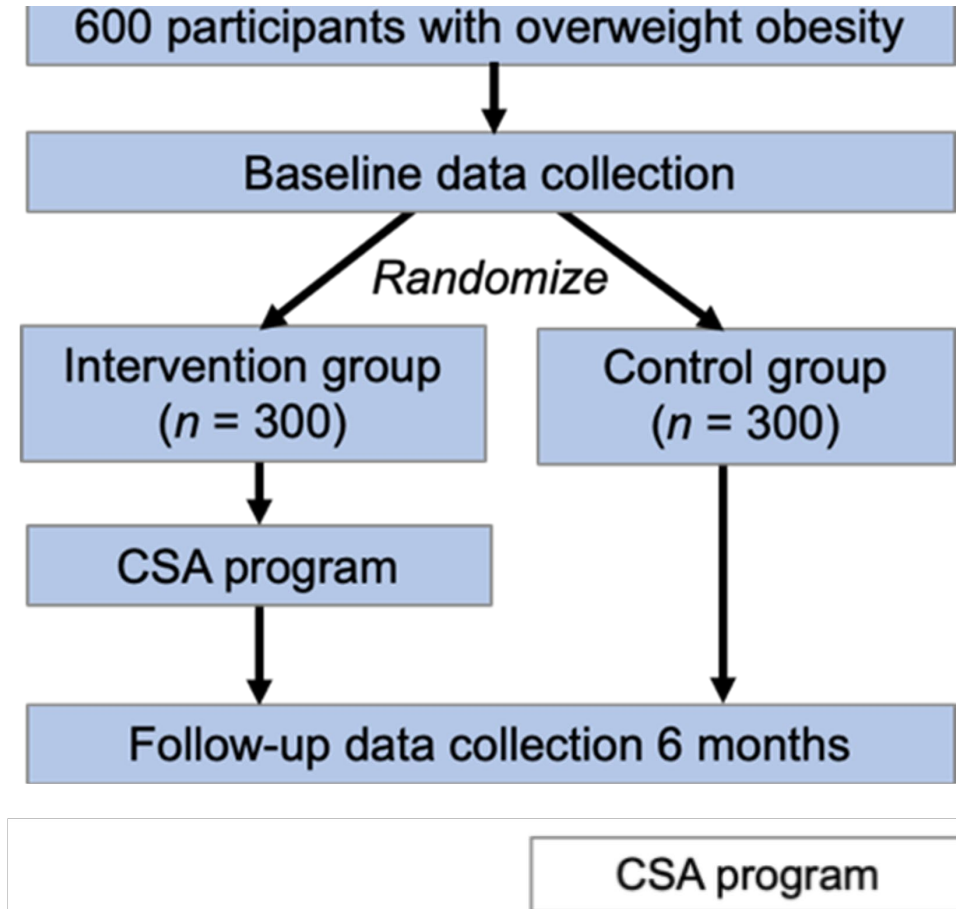 600 participants with overweight obesity
Baseline data collection
Randomize
Intervention group
(n = 300)
Control group
(n = 300)
CSA program
Follow-up data collection 6 months
CSA program